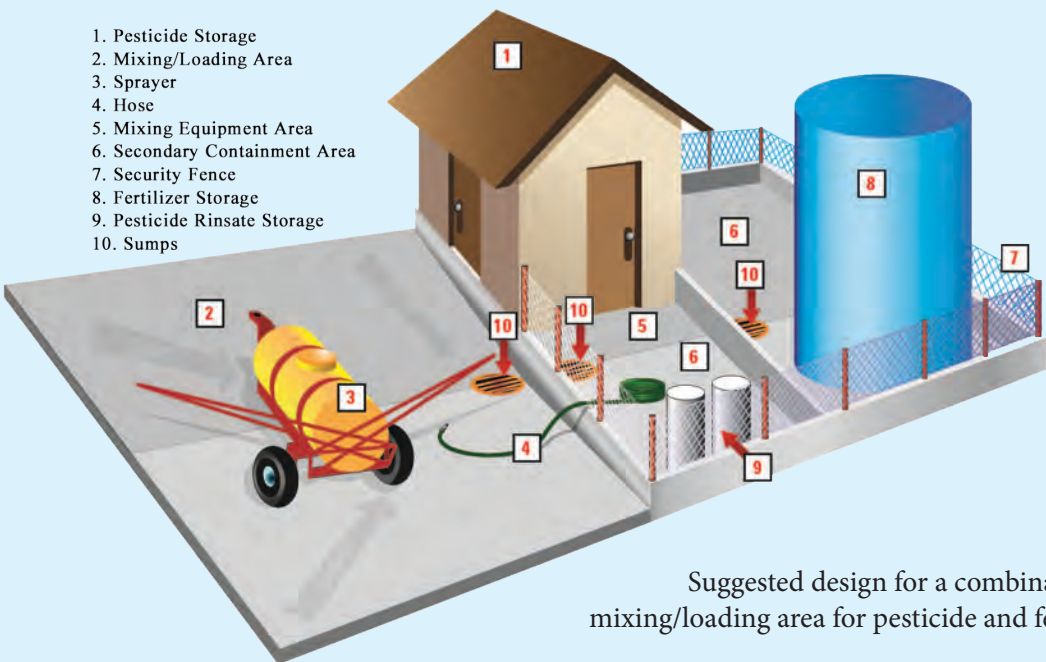 1. Pesticide Storage
2. Mixing/Loading Area
3. Sprayer
4. Hose
5. Mixing Equipment Area
6. Secondary Containment Area
7. Security Fence
8. Fertilizer Storage
9. Pesticide Rinsate Storage
10. Sumps
1
8
6
7
10
2
10
10
5
6
3
4
9
Suggested design for a
mixing/loading area for pesticide and